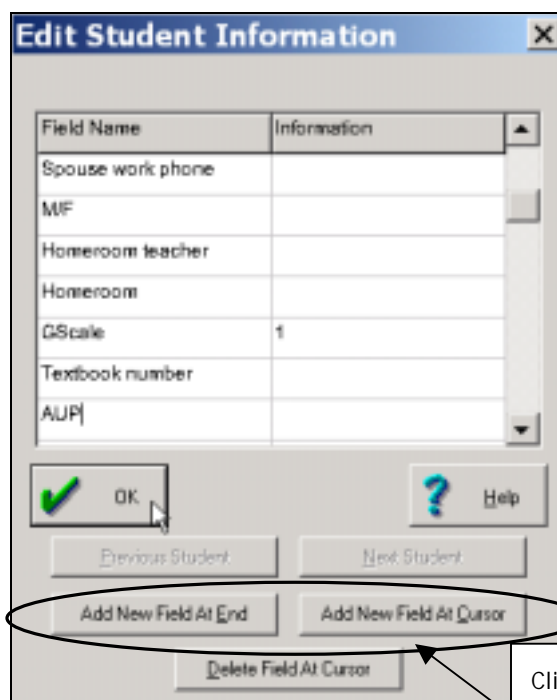 Edit Student Information
Field Name Information
Spouse work phone
M/F
Homeroom teacher
Homeroom
GScale 1
Textbook number
AUP
OK Help
Previous Student Next Student
Add New Field At End Add New Field At Cursor
Delete Field At Cursor